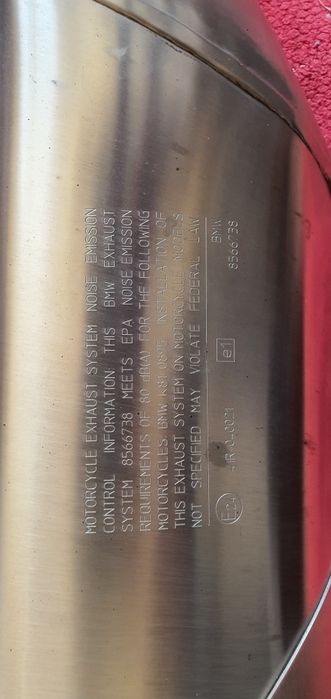 MOTORCYCLE EXHAUST SYSTEM NOISE EMISSION
CONTROL INFORMATION THIS BMW EXHAUST
SYSTEM 8566738 MEETS EPA NOISE EMISSION
REQUIREMENTS OF 80 dB(A) FOR THE FOLLOWING
MOTORCYCLES. BMW INSTALLATION OF
THIS EXHAUST SYSTEM ON MOTORCYCLE MODELS
NOT SPECIFIED MAY VIOLATE FEDERAL LAW
BMW
e1 8566738